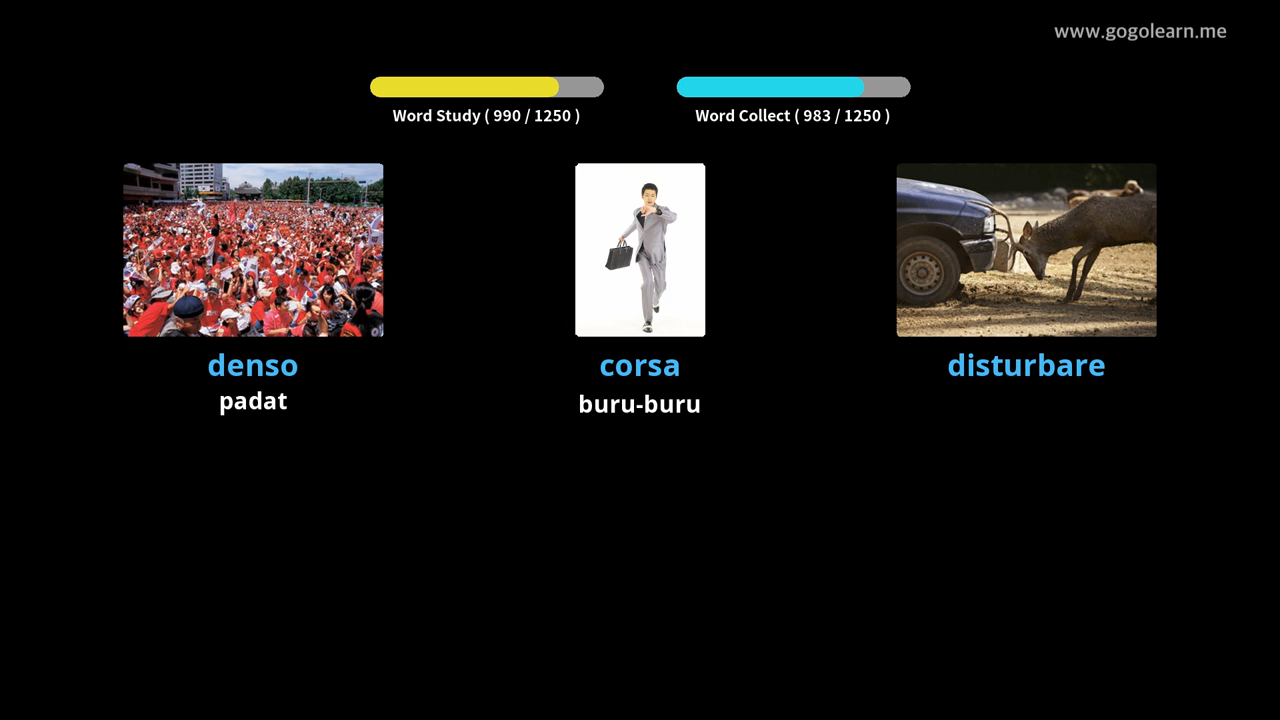 www.gogolearn.me
Word Study ( 990 / 1250 )
Word Collect ( 983 / 1250 )
denso
padat
corsa
buru-buru
disturbare